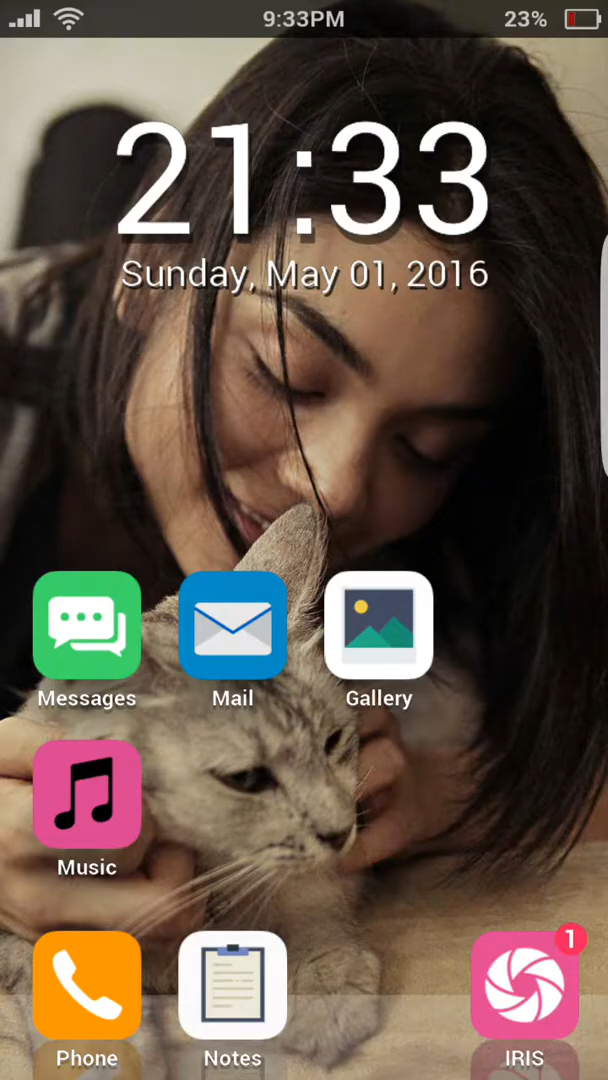 9:33PM 23%
21:33
Sunday, May 01, 2016
Messages Mail Gallery
Music
1
Phone Notes IRIS